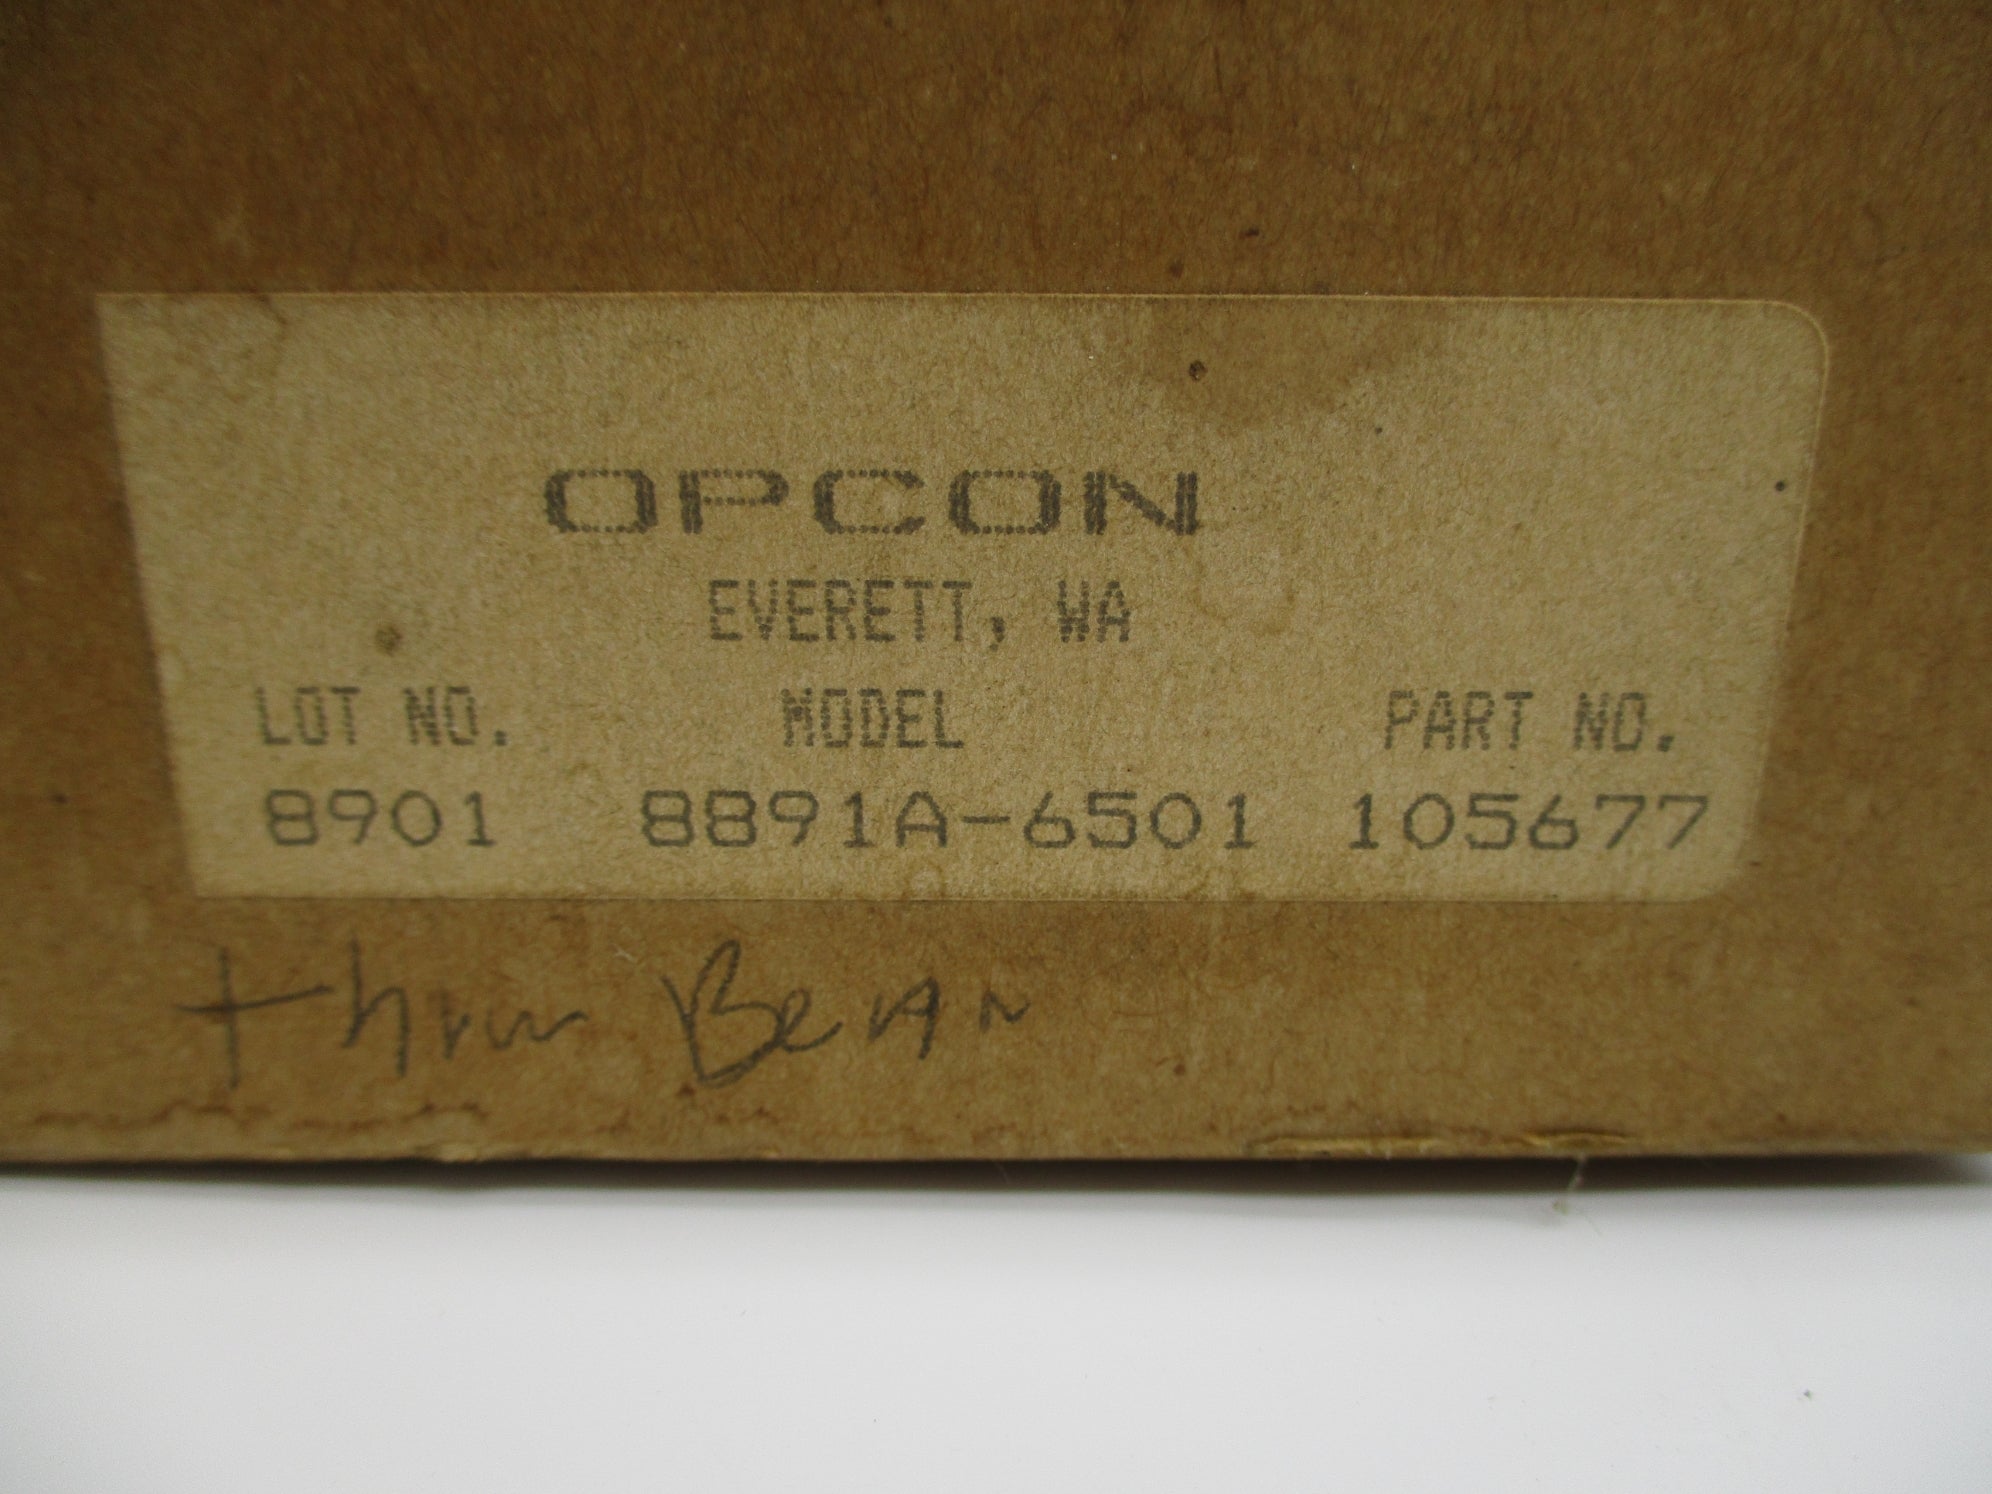 OPCON
EVERETT, WA
LOT NO. MODEL PART NO.
8901 8891A-6501 105677
thru Beam